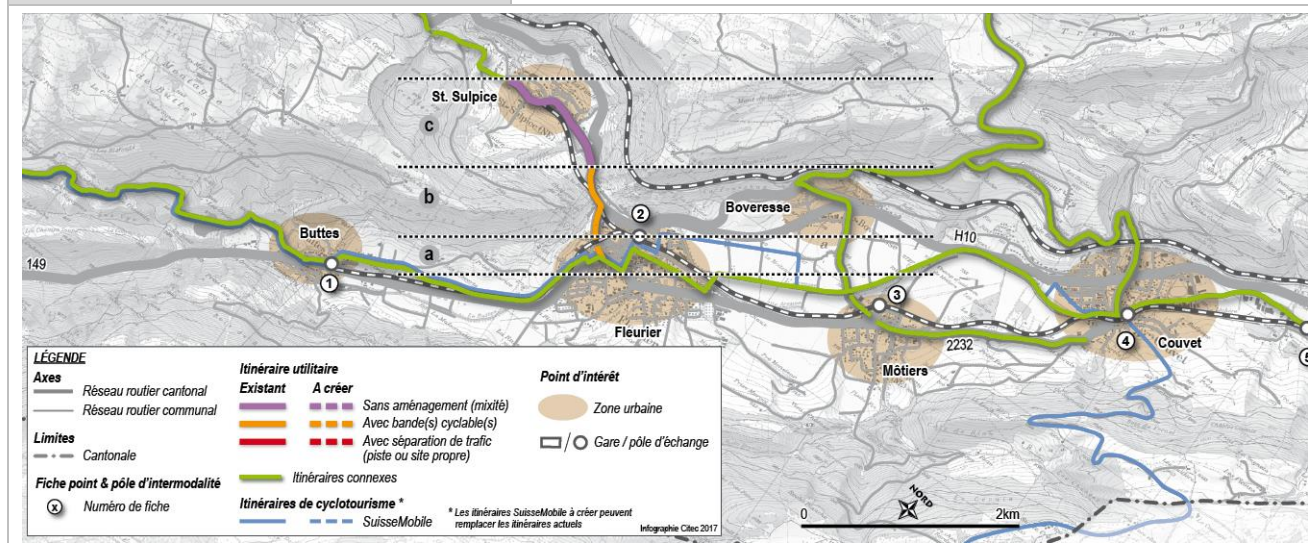 St. Sulpice
c
b
Boveresse
2
H10
Buttes
a
149
1
3
Fleurier
2232
4
Couvet
5
Môtiers
LÉGENDE
Axes
Réseau routier cantonal
Réseau routier communal
Limites
Cantonale
Fiche point & pôle d'intermodalité
x Numéro de fiche
Itinéraire utilitaire
Existant A créer
Sans aménagement (mixité)
Avec bande(s) cyclable(s)
Avec séparation de trafic
(piste ou site propre)
Itinéraires connexes
Itinéraires de cyclotourisme *
SuisseMobile
* Les itinéraires SuisseMobile à créer peuvent
remplacer les itinéraires actuels
Point d'intérêt
Zone urbaine
/ Gare / pôle d'échange
Infographie Citec 2017
NORD
0 2km